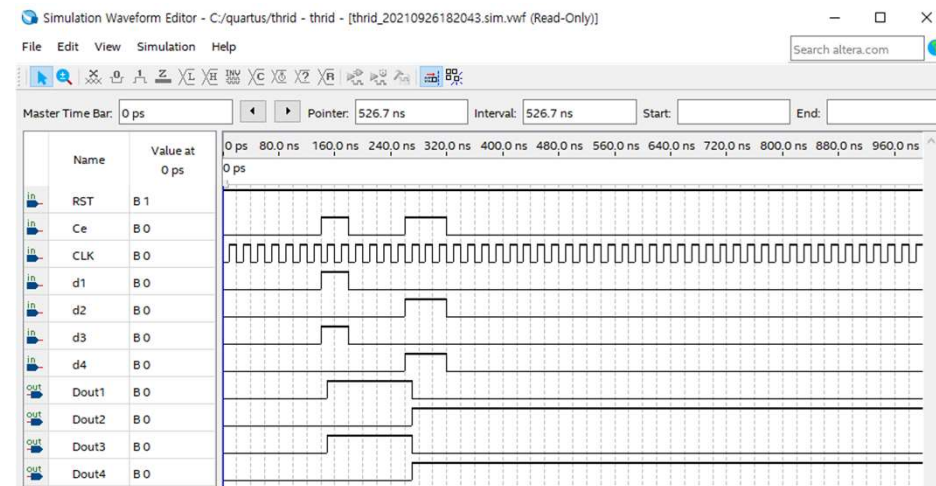 Simulation Waveform Editor - C:/quartus/thrid - thrid - [thrid_20210926182043.sim.vwf (Read-Only)]
File Edit View Simulation Help
Search altera.com
Master Time Bar: 0 ps Pointer: 526.7 ns Interval: 526.7 ns Start: End:
Name Value at 0 ps
0 ps 80.0 ns 160.0 ns 240.0 ns 320.0 ns 400.0 ns 480.0 ns 560.0 ns 640.0 ns 720.0 ns 800.0 ns 880.0 ns 960.0 ns
0 ps
in RST B 1
in Ce B 0
in CLK B 0
in d1 B 0
in d2 B 0
in d3 B 0
in d4 B 0
out Dout1 B 0
out Dout2 B 0
out Dout3 B 0
out Dout4 B 0